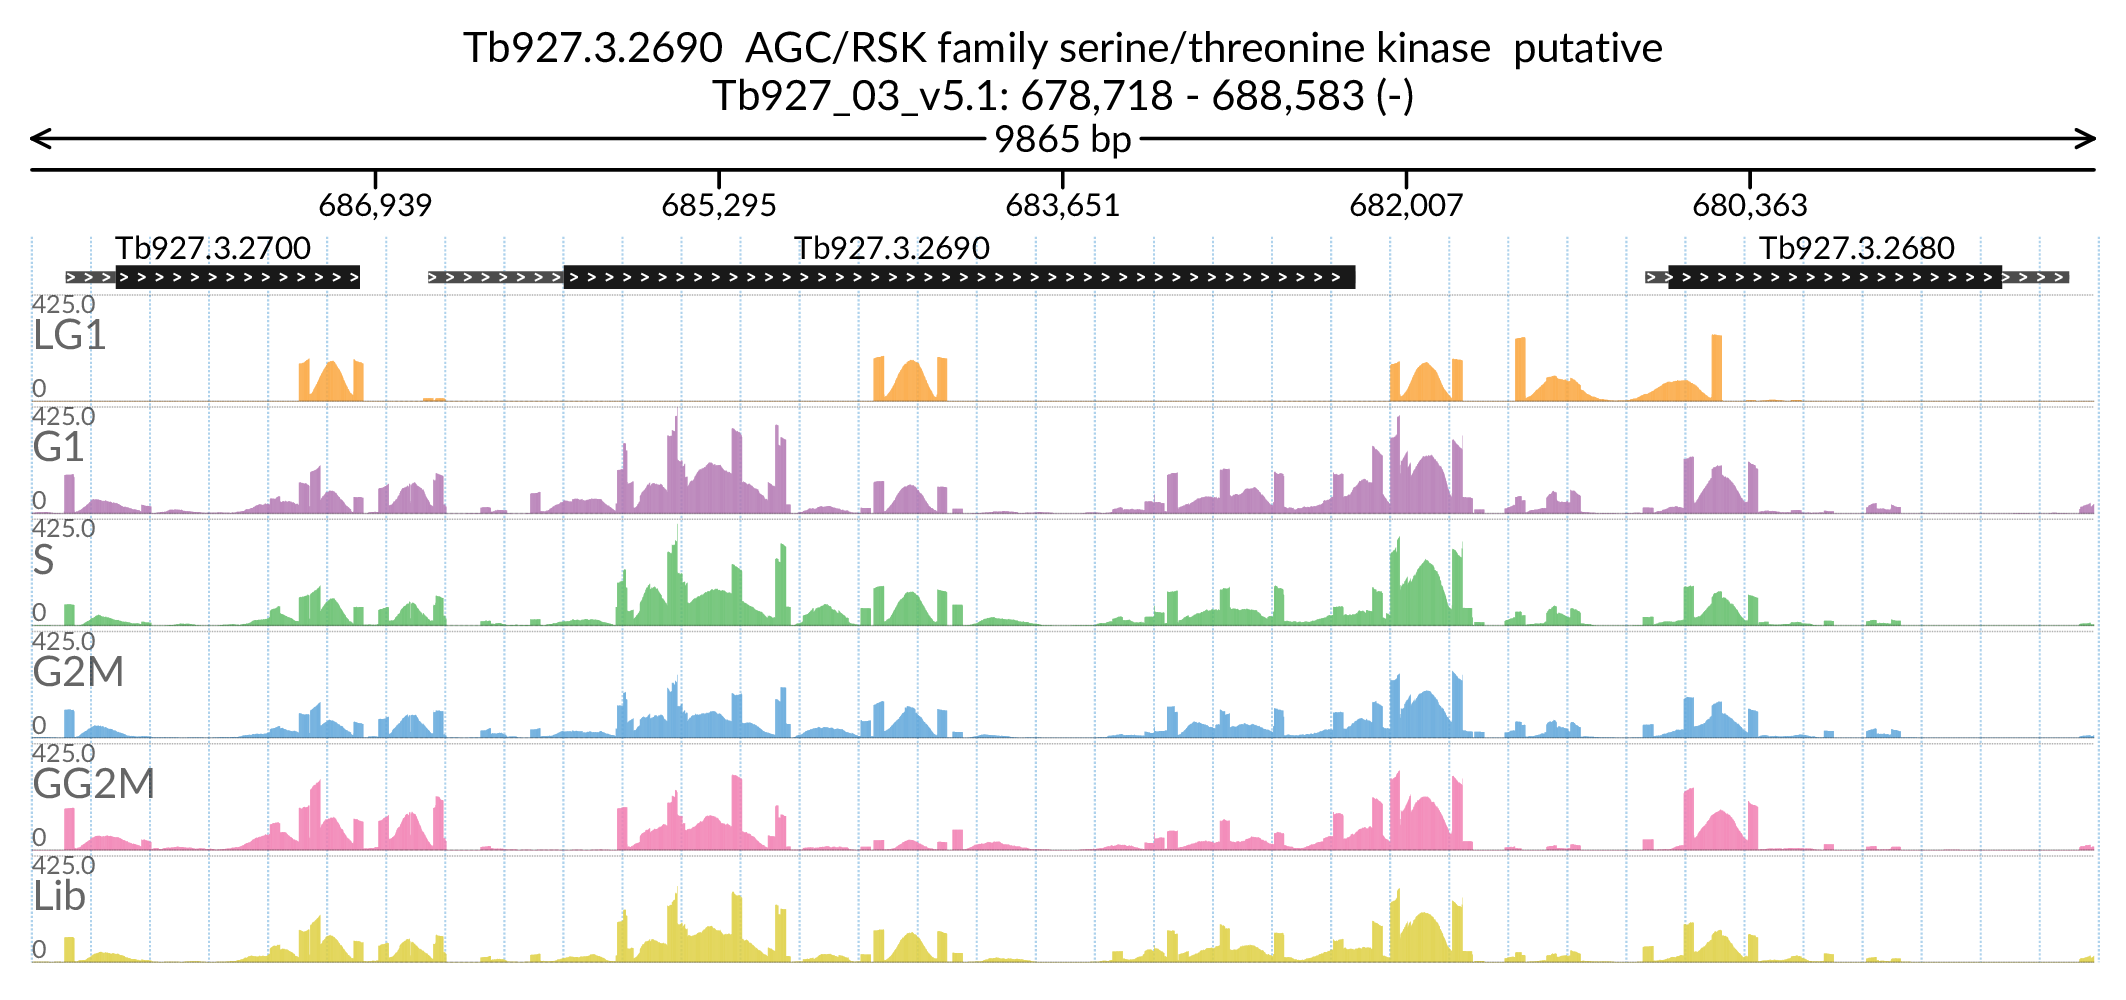 Tb927.3.2690 AGC/RSK family serine/threonine kinase putative
Tb927_03_v5.1: 678,718 - 688,583 (-)
9865 bp
686,939 685,295 683,651 682,007 680,363
Tb927.3.2700 Tb927.3.2690 Tb927.3.2680
425.0
LG1
0
425.0
G1
0
425.0
S
0
425.0
G2M
0
425.0
GG2M
0
425.0
Lib
0